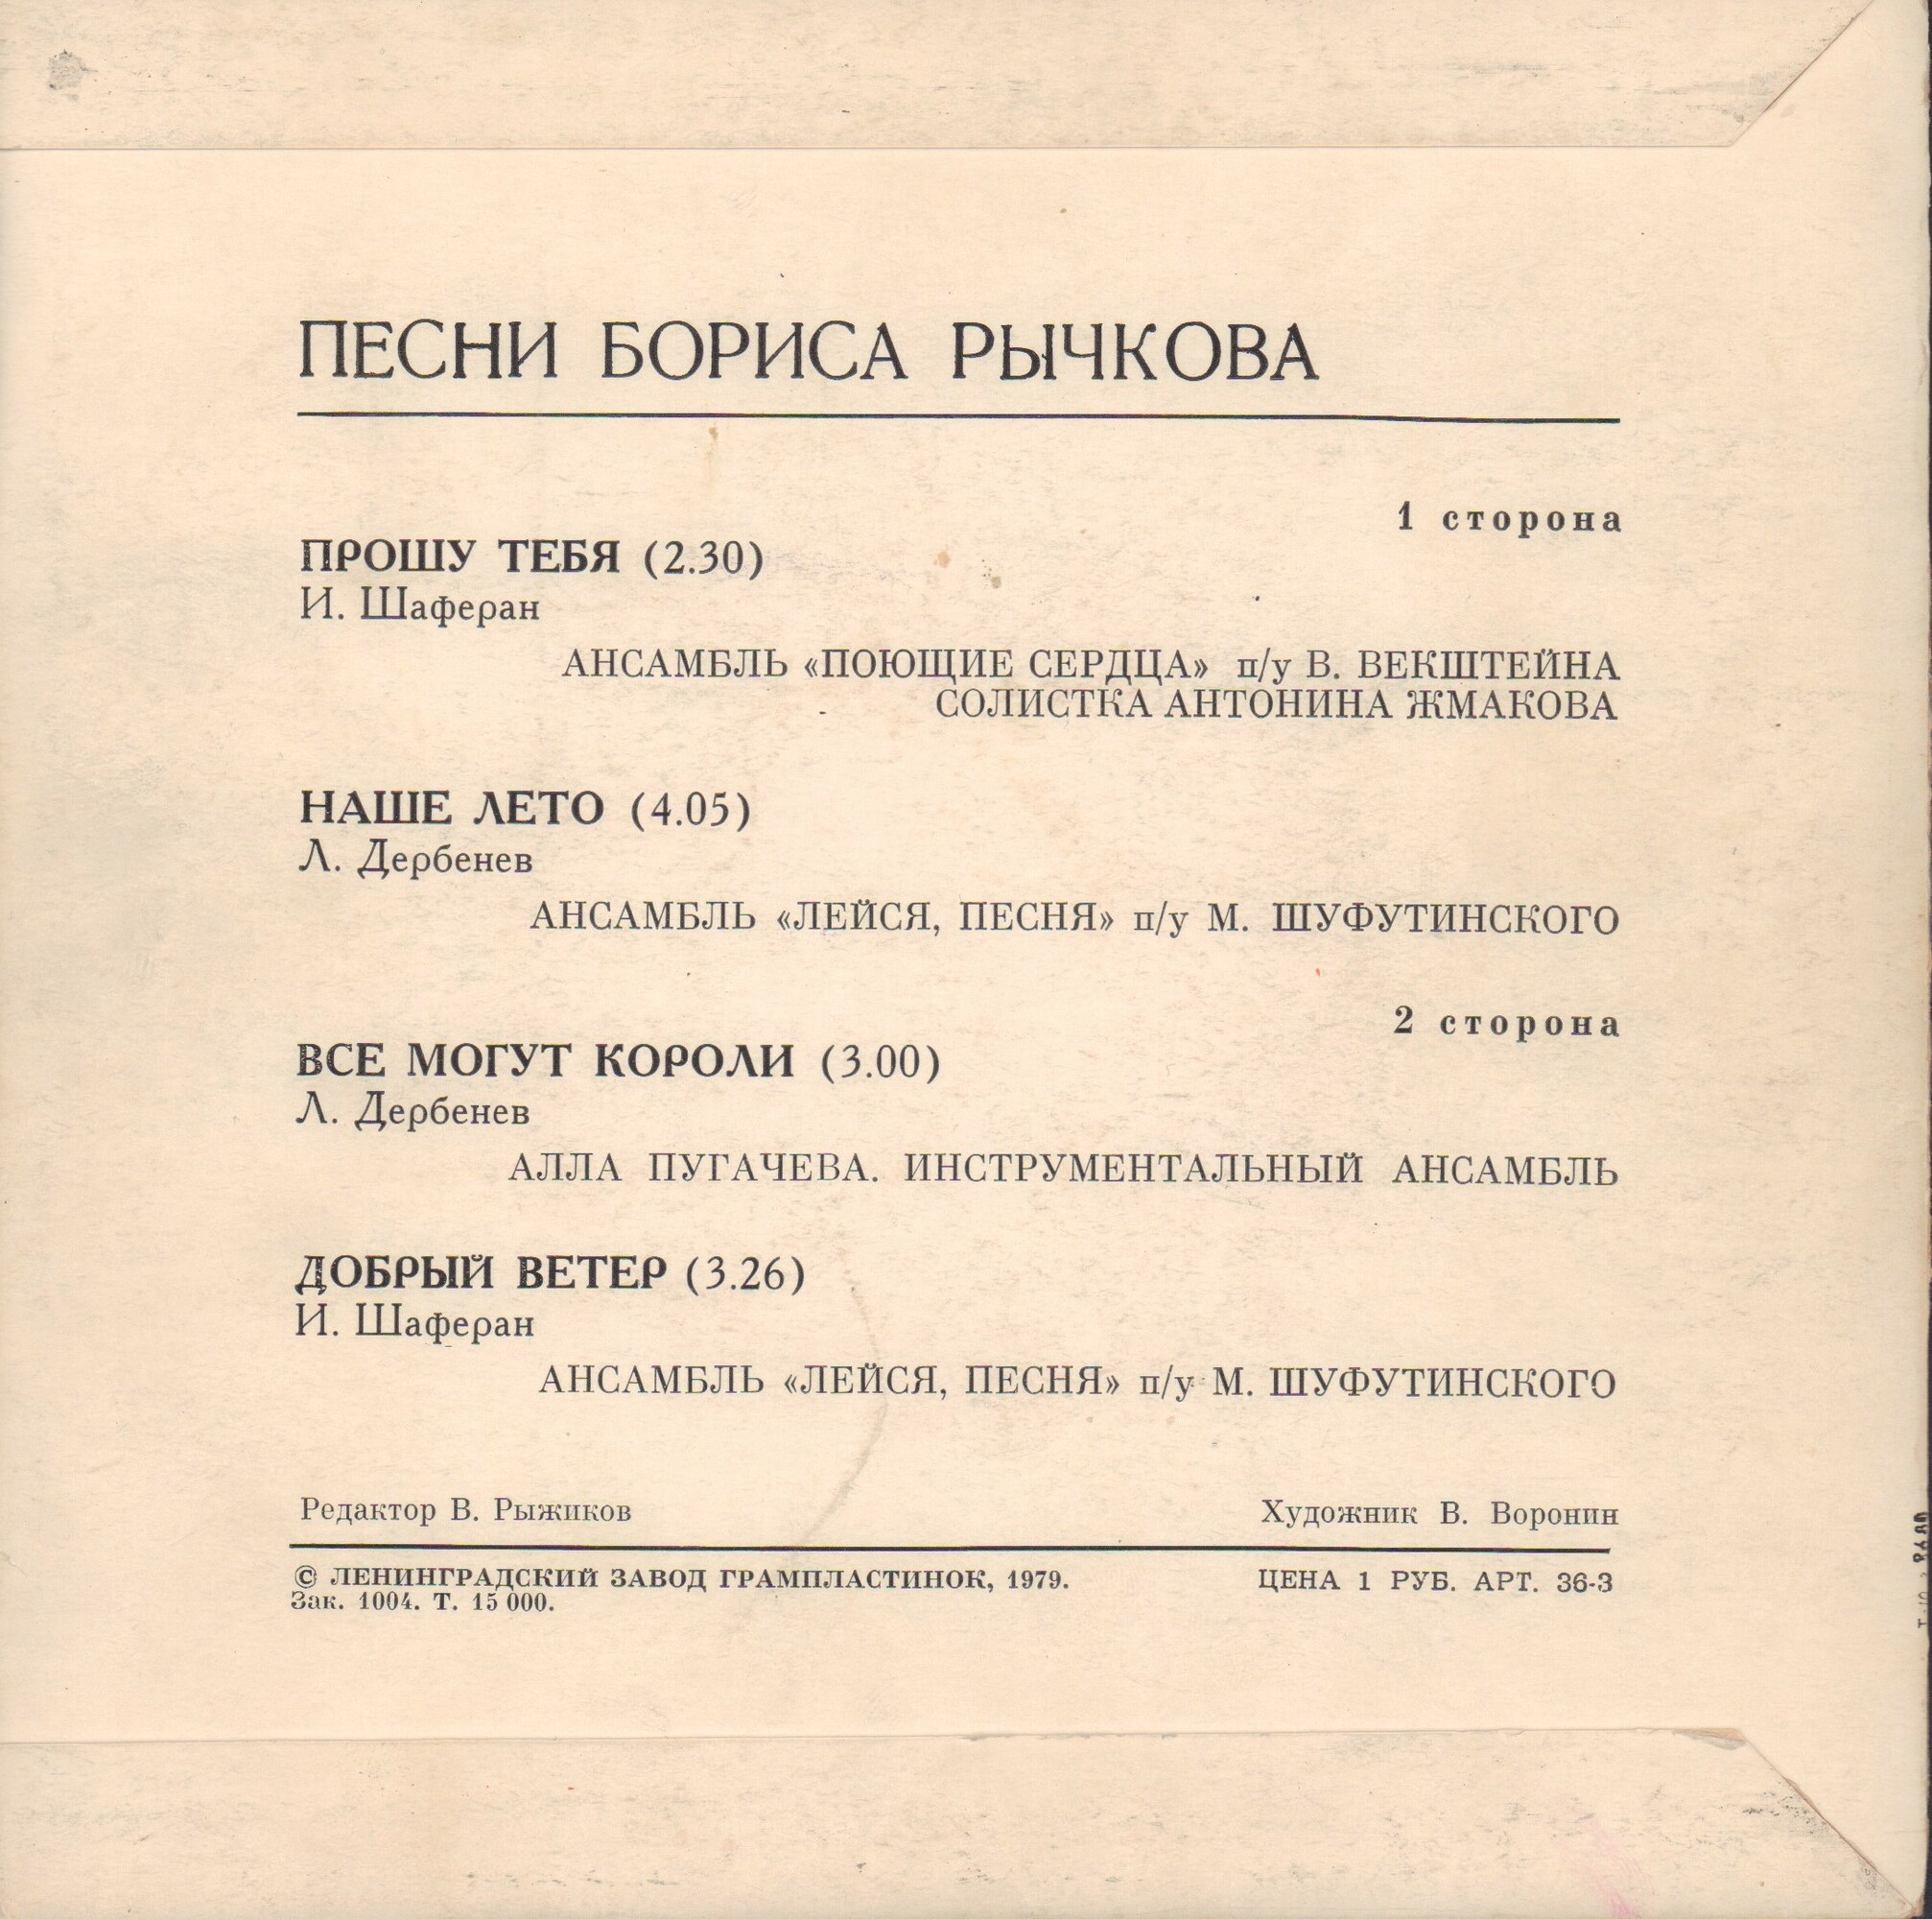 ПЕСНИ БОРИСА РЫЧКОВА
1 сторона
ПРОШУ ТЕБЯ (2.30)
И. Шаферан
АНСАМБЛЬ «ПОЮЩИЕ СЕРДЦА» п/у В. ВЕКШТЕЙНА
СОЛИСТКА АНТОНИНА ЖМАКОВА
НАШЕ ЛЕТО (4.05)
Л. Дербенев
АНСАМБЛЬ «ЛЕЙСЯ, ПЕСНЯ» п/у М. ШУФУТИНСКОГО
2 сторона
ВСЕ МОГУТ КОРОЛИ (3.00)
Л. Дербенев
АЛЛА ПУГАЧЕВА. ИНСТРУМЕНТАЛЬНЫЙ АНСАМБЛЬ
ДОБРЫЙ ВЕТЕР (3.26)
И. Шаферан
АНСАМБЛЬ «ЛЕЙСЯ, ПЕСНЯ» п/у М. ШУФУТИНСКОГО
Редактор В. Рыжиков Художник В. Воронин
© ЛЕНИНГРАДСКИЙ ЗАВОД ГРАМПЛАСТИНОК, 1979. ЦЕНА 1 РУБ. АРТ. 36-3
Зак. 1004. Т. 15 000.